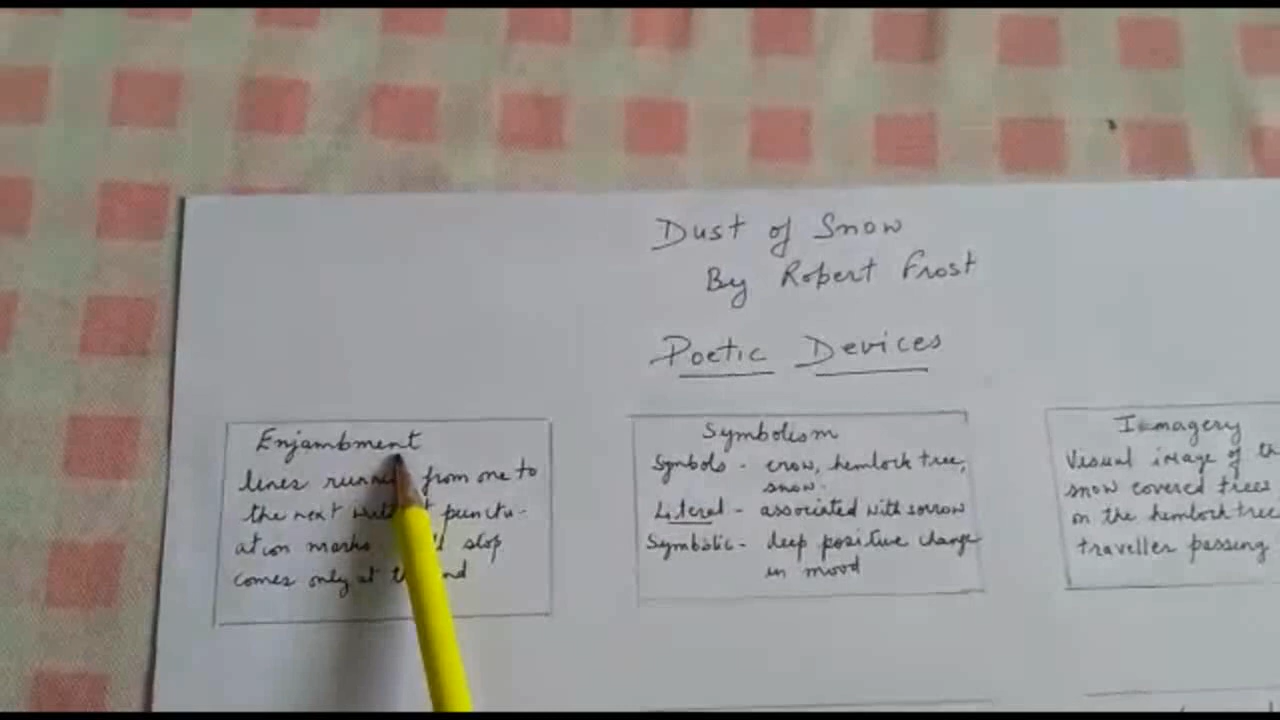 Dust of Snow
By Robert Frost
Poetic Devices
Enjambment
lines from one to
the next punctu-
ation marks stop
comes only at
Symbolism
Symbols - crow, hemlock tree,
snow.
Literal - associated with sorrow
Symbolic - deep positive change
in mood
Imagery
Visual image of
snow covered trees
on the hemlock tree
traveller passing